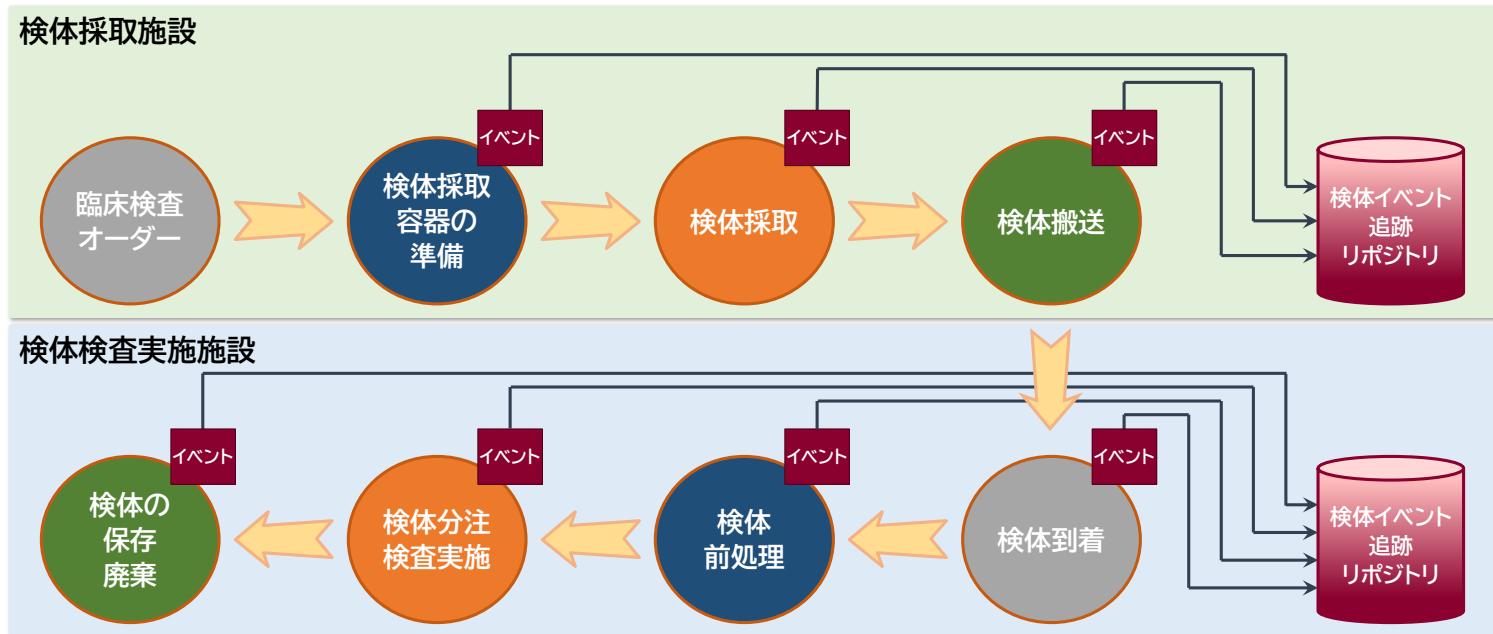 検体採取施設
イベント
イベント
イベント
臨床検査
オーダー
検体採取
容器の
準備
検体採取
検体搬送
検体イベント
追跡
リポジトリ
検体検査実施施設
イベント
イベント
イベント
イベント
検体の
保存
廃棄
検体分注
検査実施
検体
前処理
検体到着
検体イベント
追跡
リポジトリ